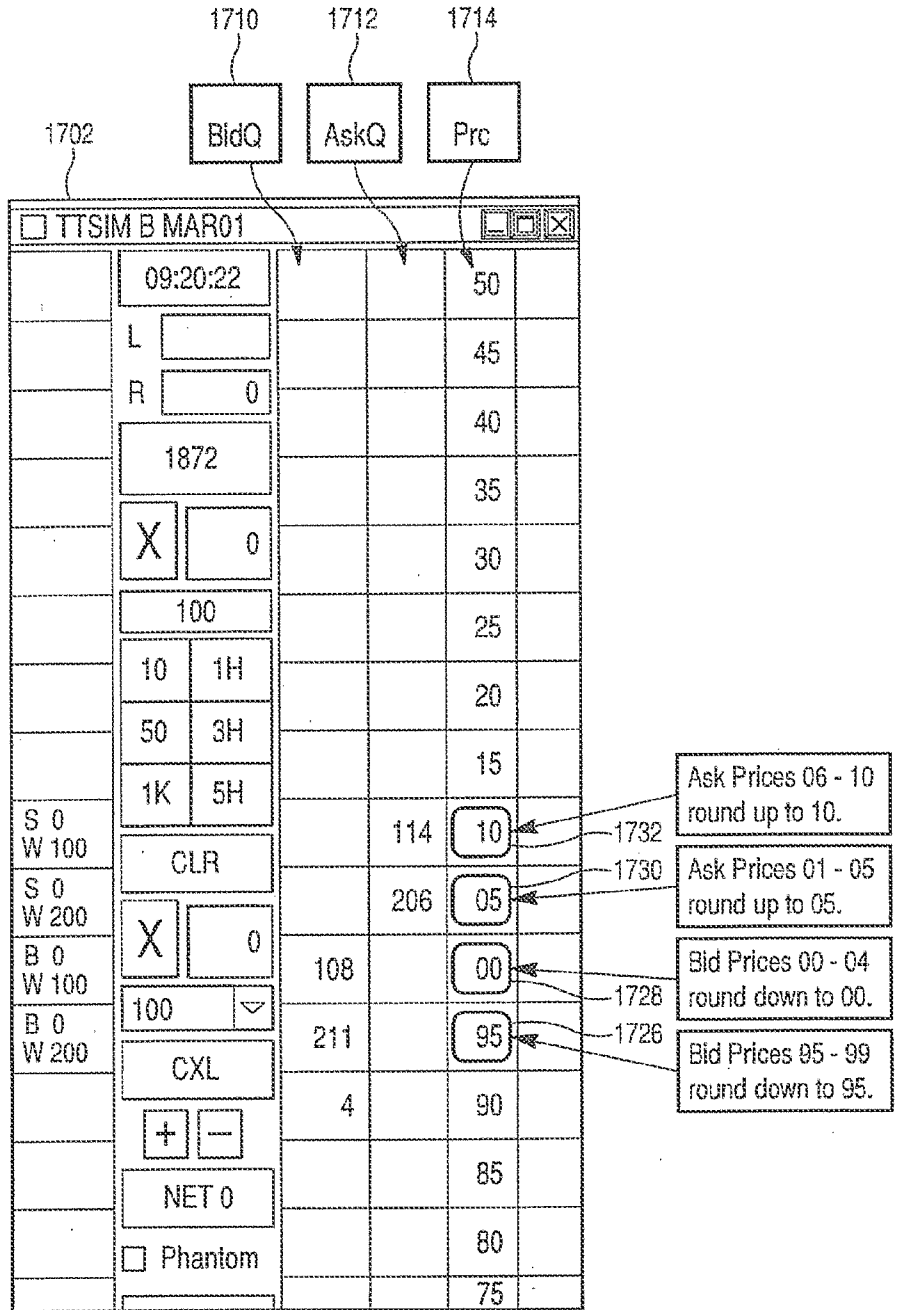 1710
1712
1714
BidQ
AskQ
Prc
1702
TTSIM B MAR01
09:20:22
50
L
45
R 0
40
1872
35
X 0
30
100
25
10 1H
20
50 3H
15
1K 5H
S 0
W 100
114 10
1732
Ask Prices 06 - 10
round up to 10.
CLR
S 0
W 200
206 05
1730
Ask Prices 01 - 05
round up to 05.
X 0
B 0
W 100
108 00
1728
Bid Prices 00 - 04
round down to 00.
100
B 0
W 200
211 95
1726
Bid Prices 95 - 99
round down to 95.
CXL
4 90
+ −
85
NET 0
80
Phantom
75